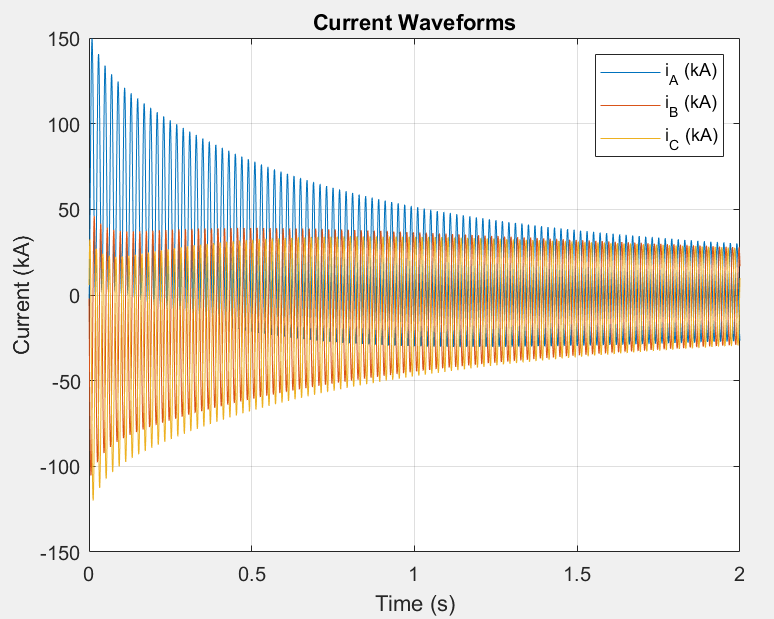 Current Waveforms
150
100
50
0
-50
-100
-150
Current (kA)
i_A (kA)
i_B (kA)
i_C (kA)
0
0.5
1
1.5
2
Time (s)